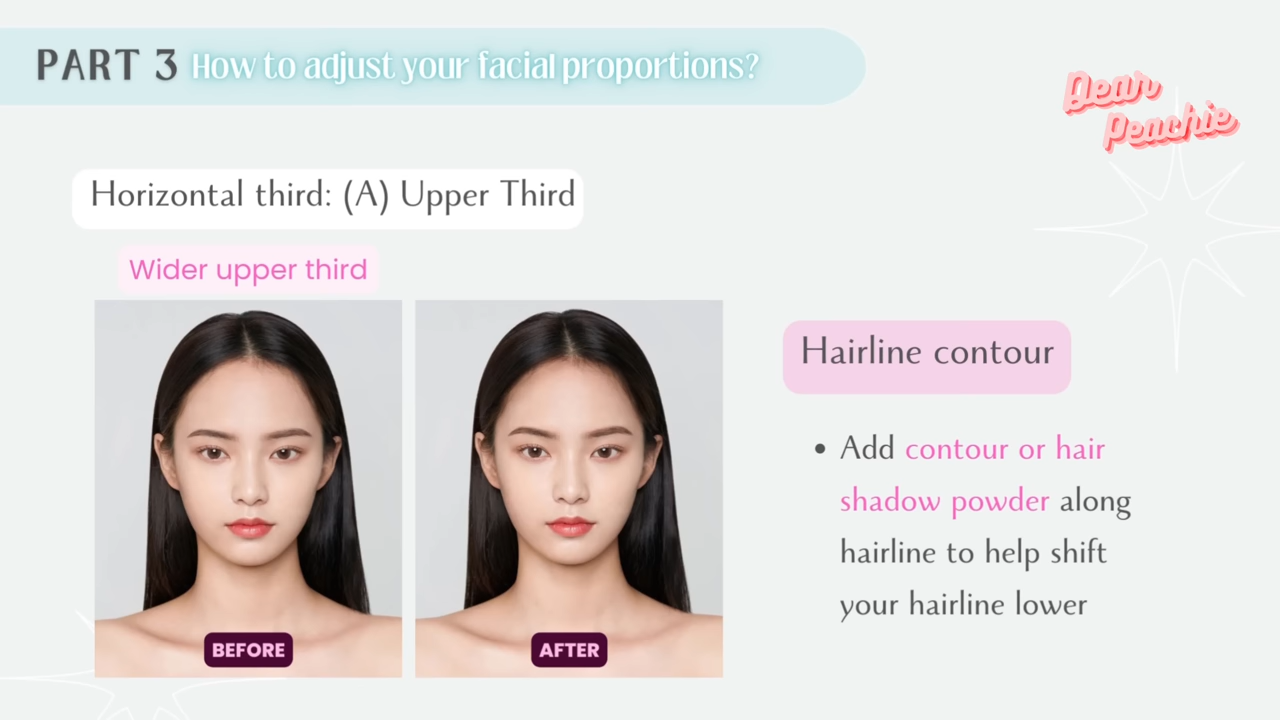 PART 3 How to adjust your facial proportions?
Dear
Peachie
Horizontal third: (A) Upper Third
Wider upper third
Hairline contour
• Add contour or hair
shadow powder along
hairline to help shift
your hairline lower
BEFORE
AFTER